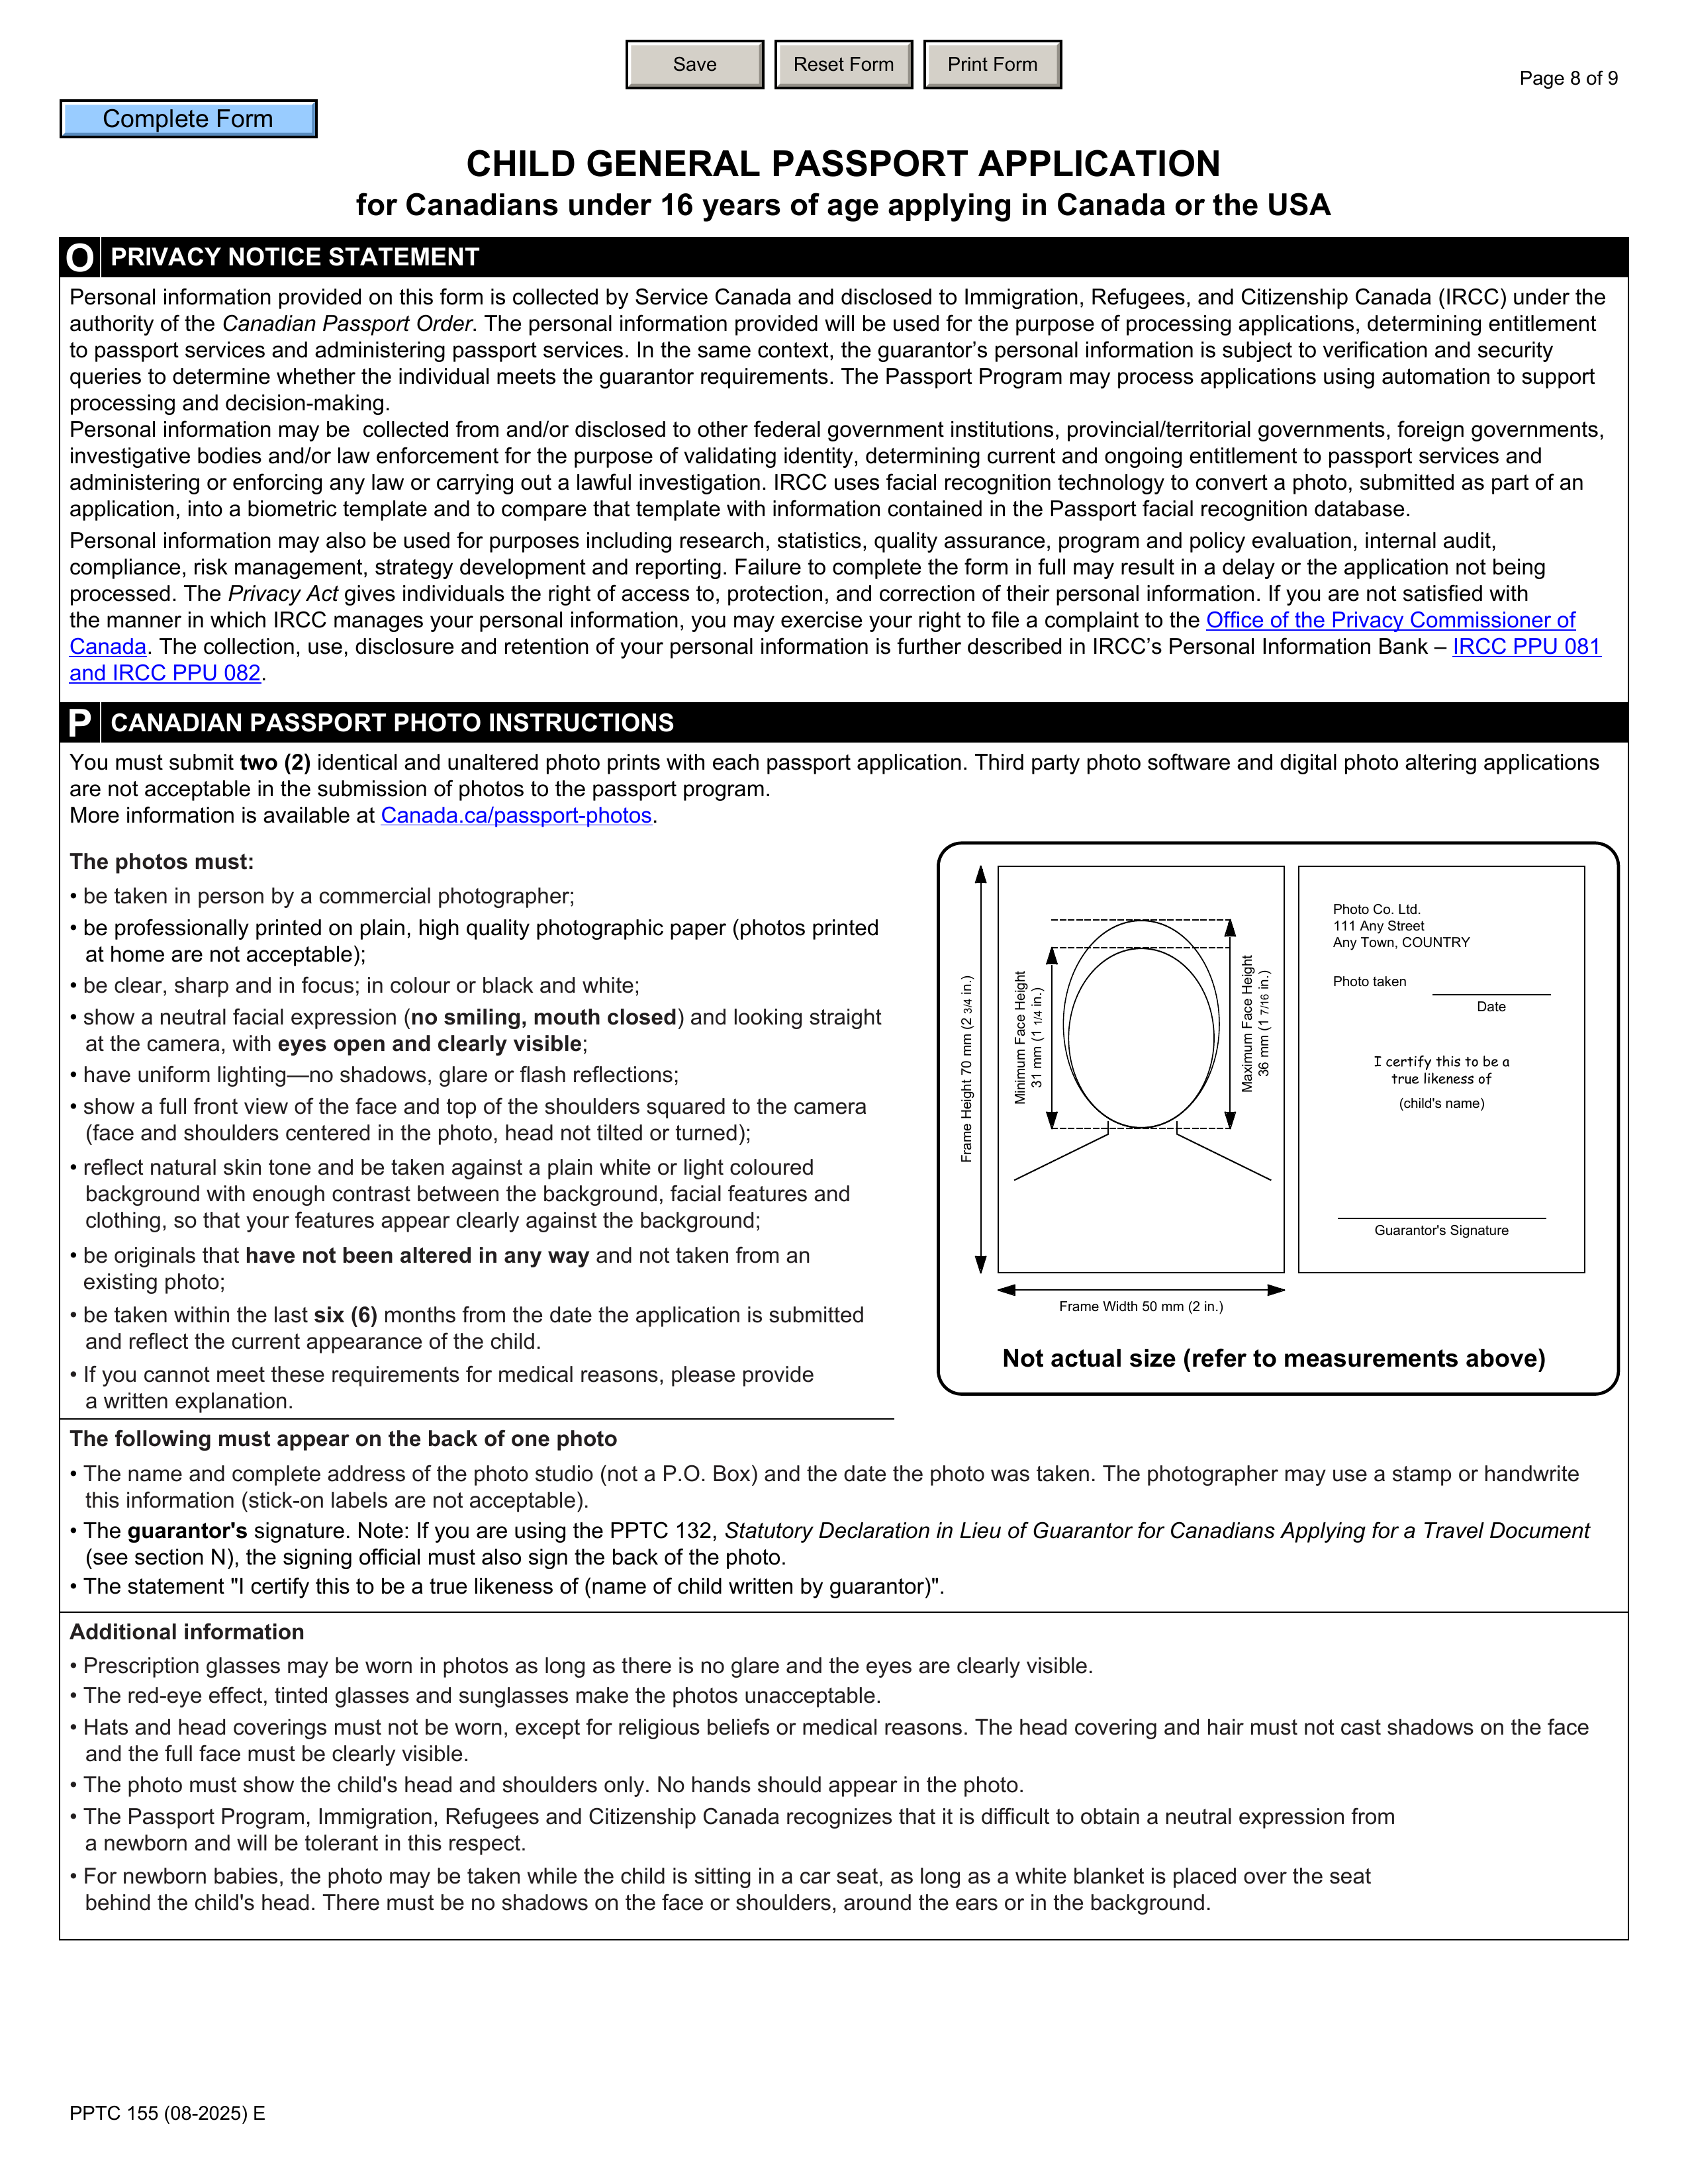 Save
Reset Form
Print Form
Page 8 of 9
Complete Form
CHILD GENERAL PASSPORT APPLICATION
for Canadians under 16 years of age applying in Canada or the USA
O PRIVACY NOTICE STATEMENT
Personal information provided on this form is collected by Service Canada and disclosed to Immigration, Refugees, and Citizenship Canada (IRCC) under the
authority of the Canadian Passport Order. The personal information provided will be used for the purpose of processing applications, determining entitlement
to passport services and administering passport services. In the same context, the guarantor’s personal information is subject to verification and security
queries to determine whether the individual meets the guarantor requirements. The Passport Program may process applications using automation to support
processing and decision-making.
Personal information may be  collected from and/or disclosed to other federal government institutions, provincial/territorial governments, foreign governments,
investigative bodies and/or law enforcement for the purpose of validating identity, determining current and ongoing entitlement to passport services and
administering or enforcing any law or carrying out a lawful investigation. IRCC uses facial recognition technology to convert a photo, submitted as part of an
application, into a biometric template and to compare that template with information contained in the Passport facial recognition database.
Personal information may also be used for purposes including research, statistics, quality assurance, program and policy evaluation, internal audit,
compliance, risk management, strategy development and reporting. Failure to complete the form in full may result in a delay or the application not being
processed. The Privacy Act gives individuals the right of access to, protection, and correction of their personal information. If you are not satisfied with
the manner in which IRCC manages your personal information, you may exercise your right to file a complaint to the Office of the Privacy Commissioner of
Canada. The collection, use, disclosure and retention of your personal information is further described in IRCC’s Personal Information Bank – IRCC PPU 081
and IRCC PPU 082.
P CANADIAN PASSPORT PHOTO INSTRUCTIONS
You must submit two (2) identical and unaltered photo prints with each passport application. Third party photo software and digital photo altering applications
are not acceptable in the submission of photos to the passport program.
More information is available at Canada.ca/passport-photos.
The photos must:
• be taken in person by a commercial photographer;
• be professionally printed on plain, high quality photographic paper (photos printed
at home are not acceptable);
• be clear, sharp and in focus; in colour or black and white;
• show a neutral facial expression (no smiling, mouth closed) and looking straight
at the camera, with eyes open and clearly visible;
• have uniform lighting—no shadows, glare or flash reflections;
• show a full front view of the face and top of the shoulders squared to the camera
(face and shoulders centered in the photo, head not tilted or turned);
• reflect natural skin tone and be taken against a plain white or light coloured
background with enough contrast between the background, facial features and
clothing, so that your features appear clearly against the background;
• be originals that have not been altered in any way and not taken from an
existing photo;
• be taken within the last six (6) months from the date the application is submitted
and reflect the current appearance of the child.
• If you cannot meet these requirements for medical reasons, please provide
a written explanation.
Frame Height 70 mm (2 3/4 in.)
Minimum Face Height
31 mm (1 1/4 in.)
Maximum Face Height
36 mm (1 7/16 in.)
Frame Width 50 mm (2 in.)
Photo Co. Ltd.
111 Any Street
Any Town, COUNTRY
Photo taken
Date
I certify this to be a
true likeness of
(child's name)
Guarantor's Signature
Not actual size (refer to measurements above)
The following must appear on the back of one photo
• The name and complete address of the photo studio (not a P.O. Box) and the date the photo was taken. The photographer may use a stamp or handwrite
this information (stick-on labels are not acceptable).
• The guarantor's signature. Note: If you are using the PPTC 132, Statutory Declaration in Lieu of Guarantor for Canadians Applying for a Travel Document
(see section N), the signing official must also sign the back of the photo.
• The statement "I certify this to be a true likeness of (name of child written by guarantor)".
Additional information
• Prescription glasses may be worn in photos as long as there is no glare and the eyes are clearly visible.
• The red-eye effect, tinted glasses and sunglasses make the photos unacceptable.
• Hats and head coverings must not be worn, except for religious beliefs or medical reasons. The head covering and hair must not cast shadows on the face
and the full face must be clearly visible.
• The photo must show the child's head and shoulders only. No hands should appear in the photo.
• The Passport Program, Immigration, Refugees and Citizenship Canada recognizes that it is difficult to obtain a neutral expression from
a newborn and will be tolerant in this respect.
• For newborn babies, the photo may be taken while the child is sitting in a car seat, as long as a white blanket is placed over the seat
behind the child's head. There must be no shadows on the face or shoulders, around the ears or in the background.
PPTC 155 (08-2025) E